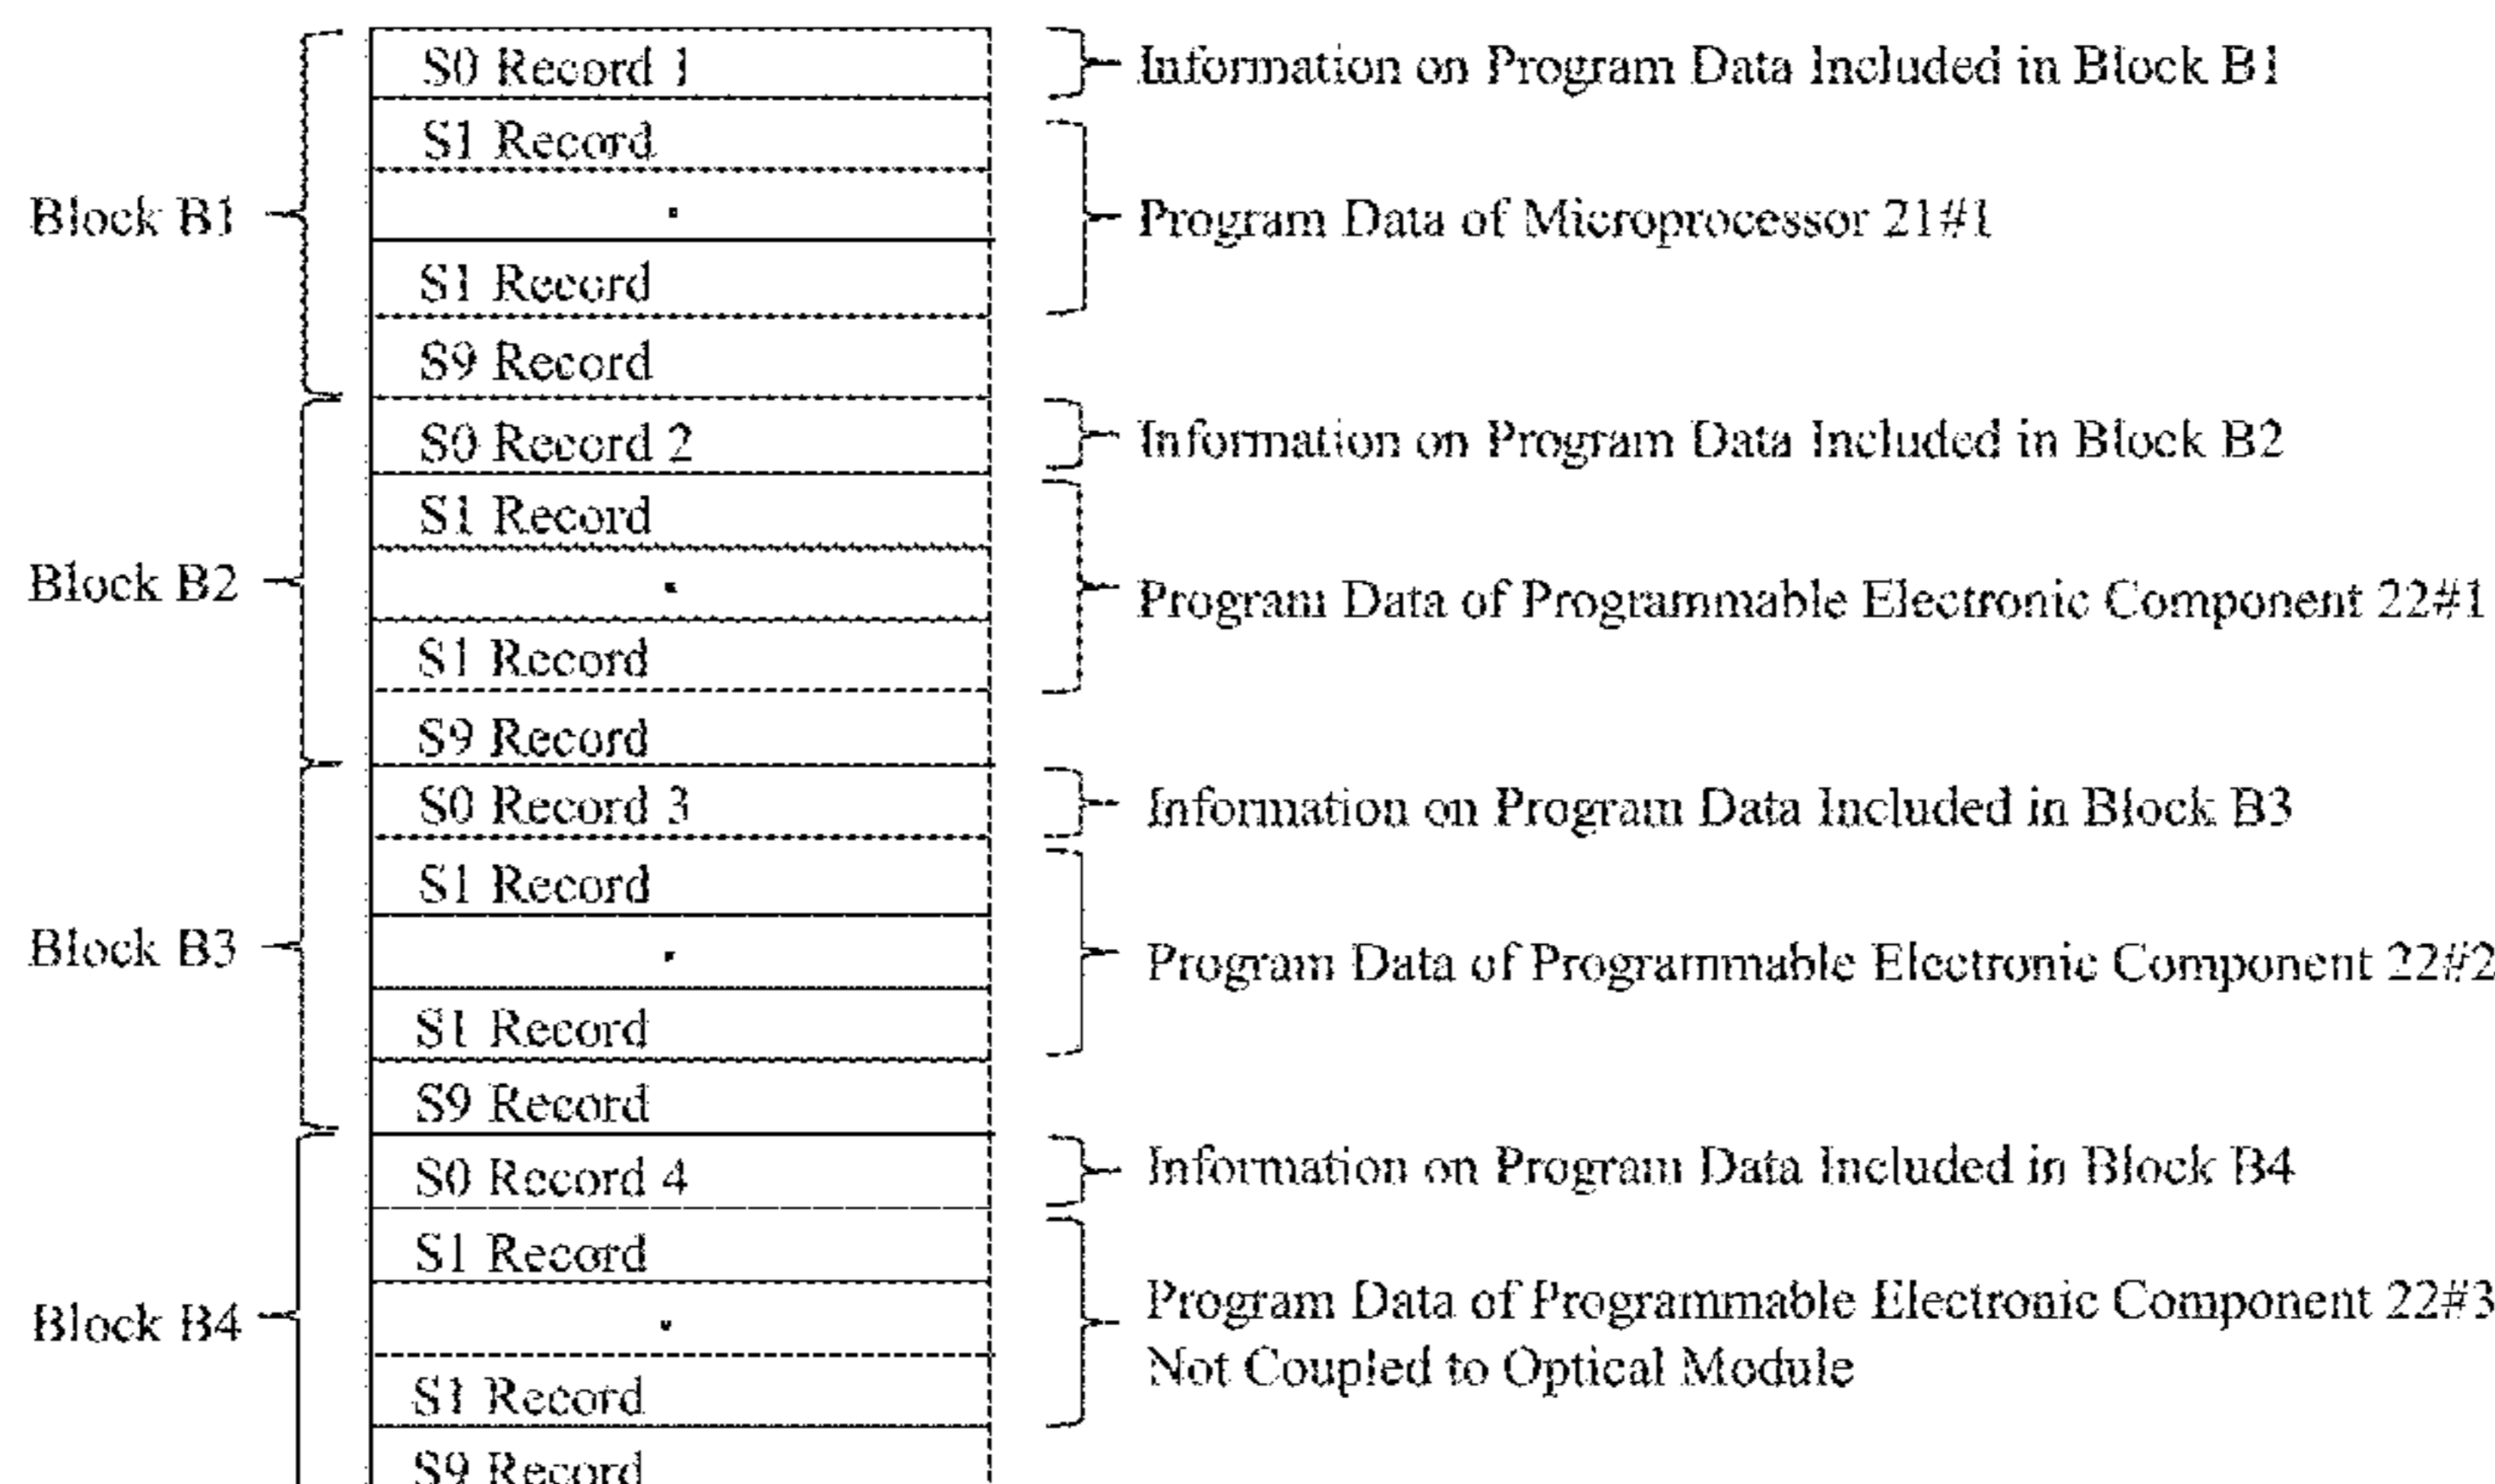 S0 Record 1
Information on Program Data Included in Block B1
S1 Record
Block B1
Program Data of Microprocessor 21#1
S1 Record
S9 Record
S0 Record 2
Information on Program Data Included in Block B2
S1 Record
Block B2
Program Data of Programmable Electronic Component 22#1
S1 Record
S9 Record
S0 Record 3
Information on Program Data Included in Block B3
S1 Record
Block B3
Program Data of Programmable Electronic Component 22#2
S1 Record
S9 Record
S0 Record 4
Information on Program Data Included in Block B4
S1 Record
Block B4
Program Data of Programmable Electronic Component 22#3
Not Coupled to Optical Module
S1 Record
S9 Record